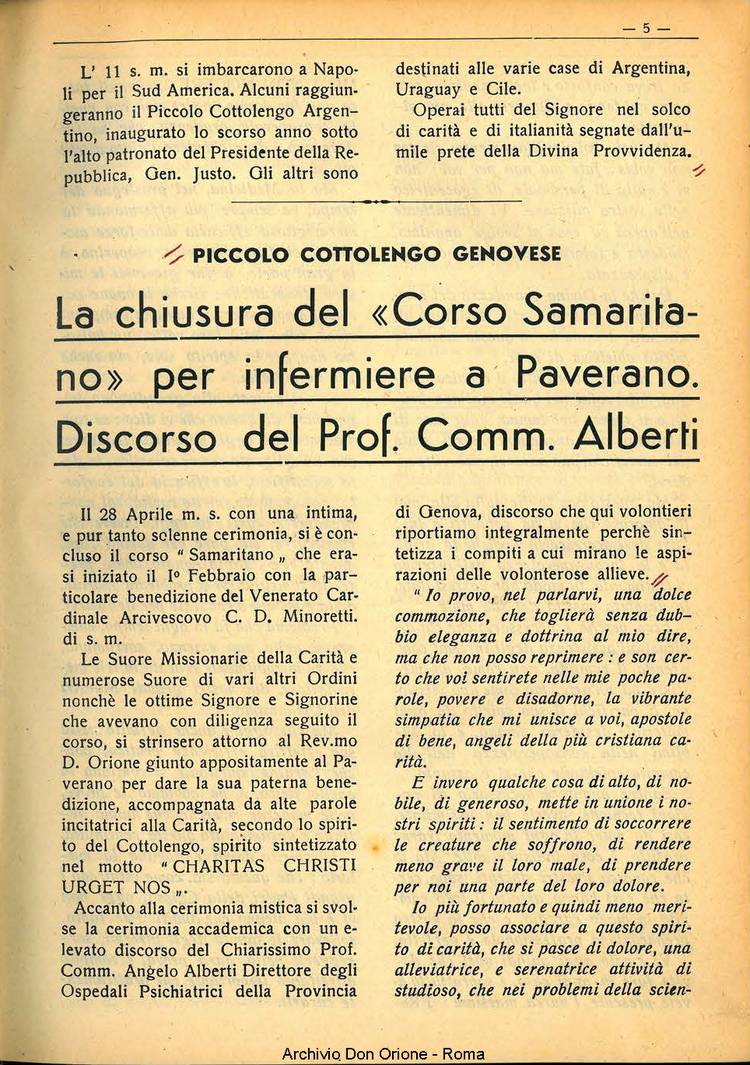 — 5 —
L' 11 s. m. si imbarcarono a Napo-
li per il Sud America. Alcuni raggiun-
geranno il Piccolo Cottolengo Argen-
tino, inaugurato lo scorso anno sotto
l'alto patronato del Presidente della Re-
pubblica, Gen. Justo. Gli altri sono
destinati alle varie case di Argentina,
Uraguay e Cile.
Operai tutti del Signore nel solco
di carità e di italianità segnate dall'u-
mile prete della Divina Provvidenza.
PICCOLO COTTOLENGO GENOVESE
La chiusura del «Corso Samarita-
no» per infermiere a Paverano.
Discorso del Prof. Comm. Alberti
Il 28 Aprile m. s. con una intima,
e pur tanto solenne cerimonia, si è con-
cluso il corso " Samaritano „ che era-
si iniziato il Iº Febbraio con la par-
ticolare benedizione del Venerato Car-
dinale Arcivescovo C. D. Minoretti.
di s. m.
Le Suore Missionarie della Carità e
numerose Suore di vari altri Ordini
nonchè le ottime Signore e Signorine
che avevano con diligenza seguito il
corso, si strinsero attorno al Rev.mo
D. Orione giunto appositamente al Pa-
verano per dare la sua paterna bene-
dizione, accompagnata da alte parole
incitatrici alla Carità, secondo lo spiri-
to del Cottolengo, spirito sintetizzato
nel motto " CHARITAS CHRISTI
URGET NOS „.
Accanto alla cerimonia mistica si svol-
se la cerimonia accademica con un e-
levato discorso del Chiarissimo Prof.
Comm. Angelo Alberti Direttore degli
Ospedali Psichiatrici della Provincia
di Genova, discorso che qui volontieri
riportiamo integralmente perchè sin-
tetizza i compiti a cui mirano le aspi-
razioni delle volonterose allieve.
" Io provo, nel parlarvi, una dolce
commozione, che toglierà senza dub-
bio eleganza e dottrina al mio dire,
ma che non posso reprimere : e son cer-
to che voi sentirete nelle mie poche pa-
role, povere e disadorne, la vibrante
simpatia che mi unisce a voi, apostole
di bene, angeli della più cristiana ca-
rità.
E invero qualche cosa di alto, di no-
bile, di generoso, mette in unione i no-
stri spiriti : il sentimento di soccorrere
le creature che soffrono, di rendere
meno grave il loro male, di prendere
per noi una parte del loro dolore.
Io più fortunato e quindi meno meri-
tevole, posso associare a questo spiri-
to di carità, che si pasce di dolore, una
alleviatrice, e serenatrice attività di
studioso, che nei problemi della scien-
Archivio Don Orione - Roma